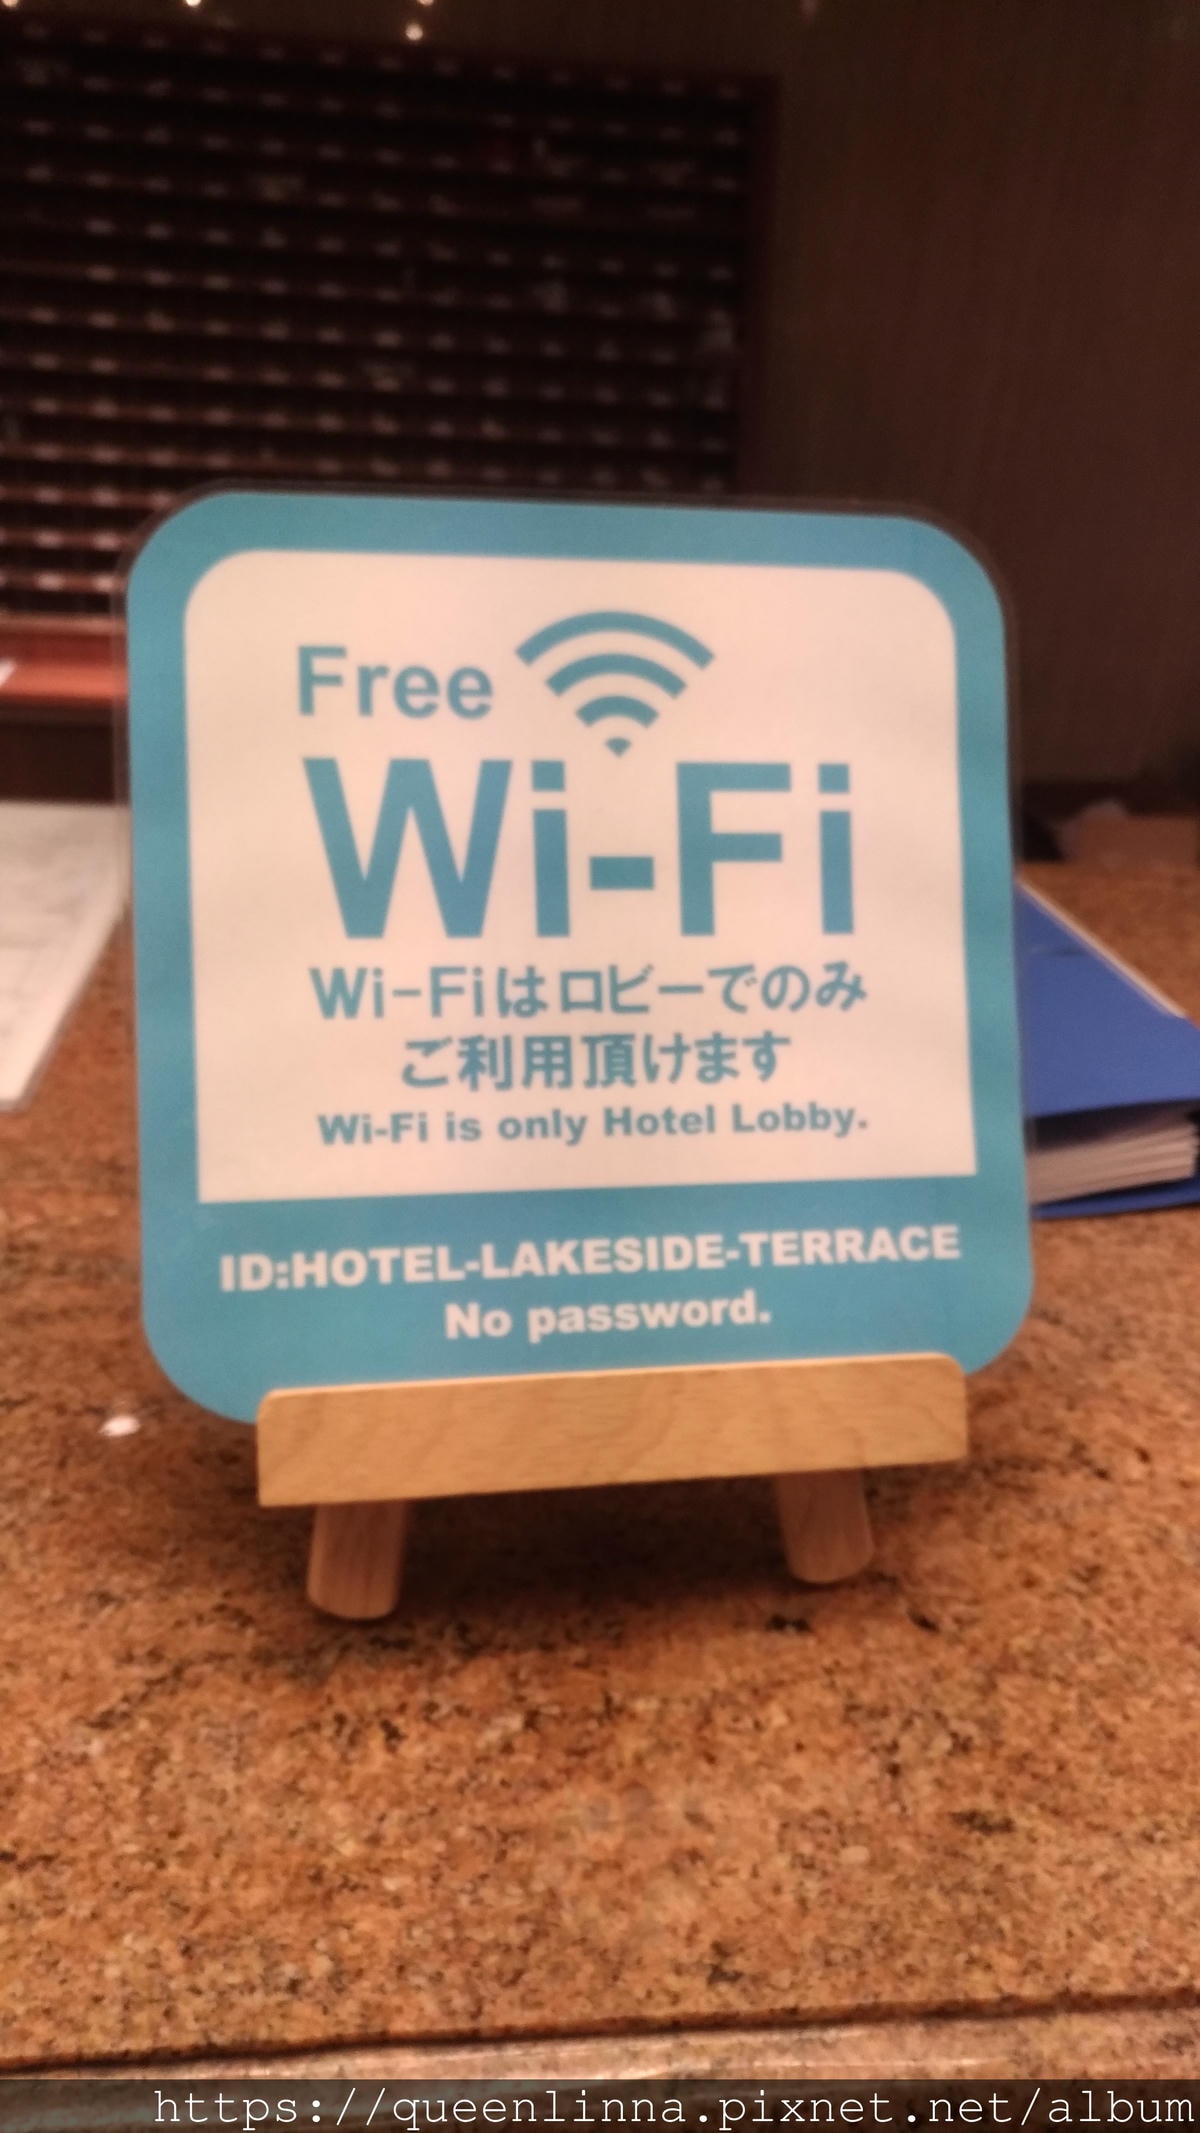 Free
Wi-Fi
Wi-Fiはロビーでのみ
ご利用頂けます
Wi-Fi is only Hotel Lobby.
ID:HOTEL-LAKESIDE-TERRACE
No password.
https://queenlinna.pixnet.net/album